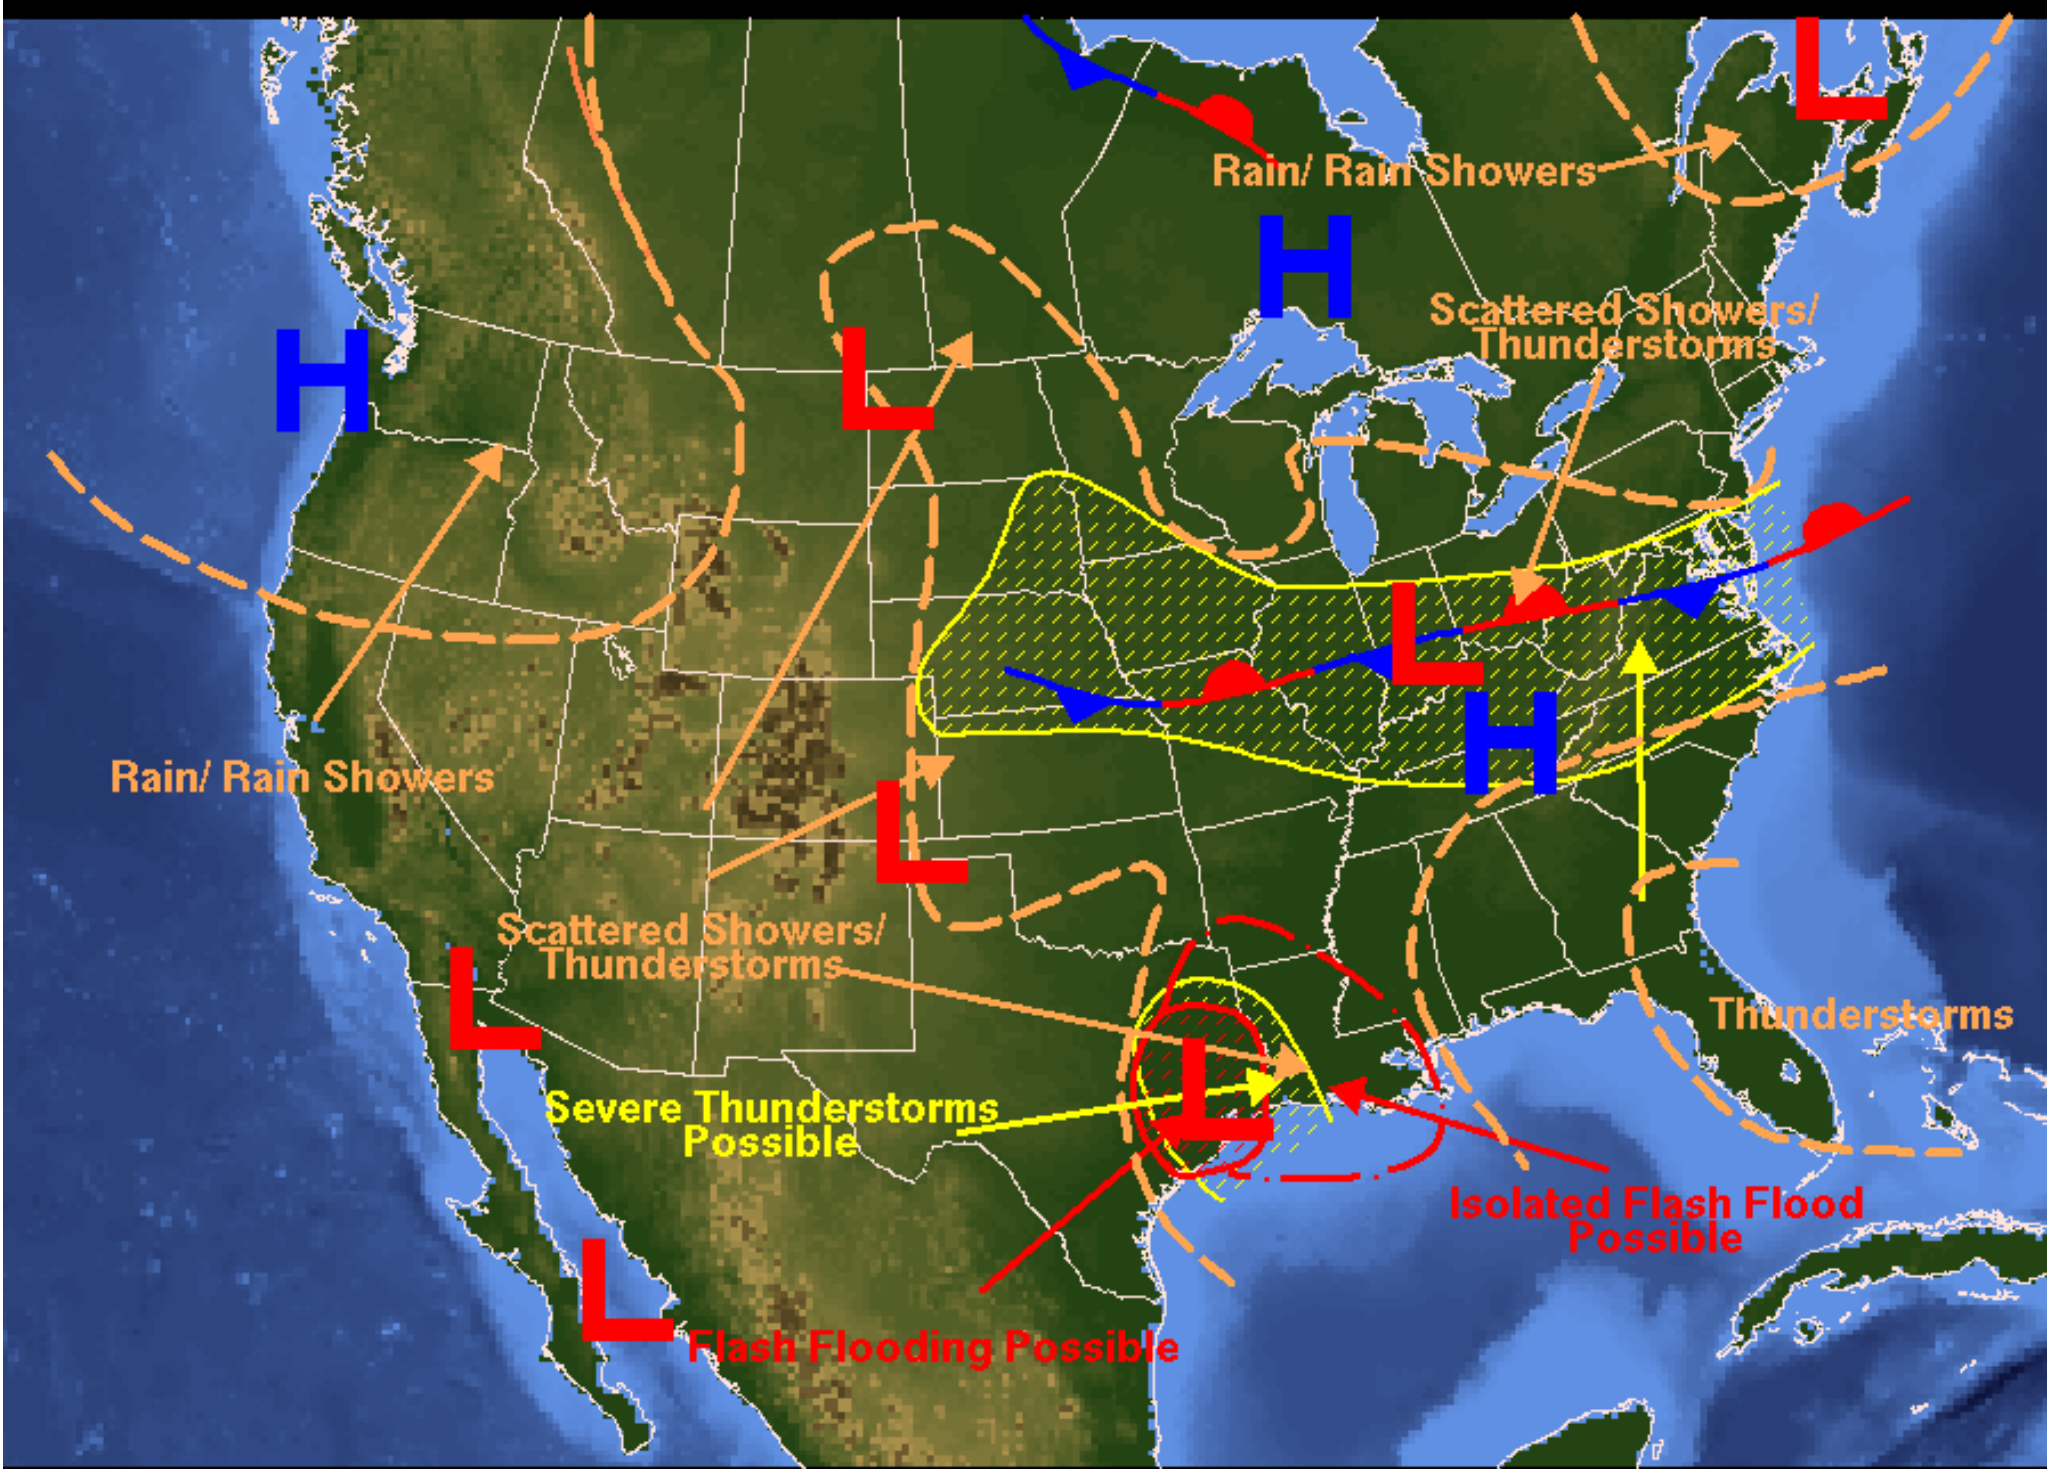 L
Rain/ Rain Showers
H
Scattered Showers/
Thunderstorms
H
L
L
H
Rain/ Rain Showers
L
Scattered Showers/
Thunderstorms
L
Thunderstorms
L
Severe Thunderstorms
Possible
Isolated Flash Flood
Possible
L
Flash Flooding Possible